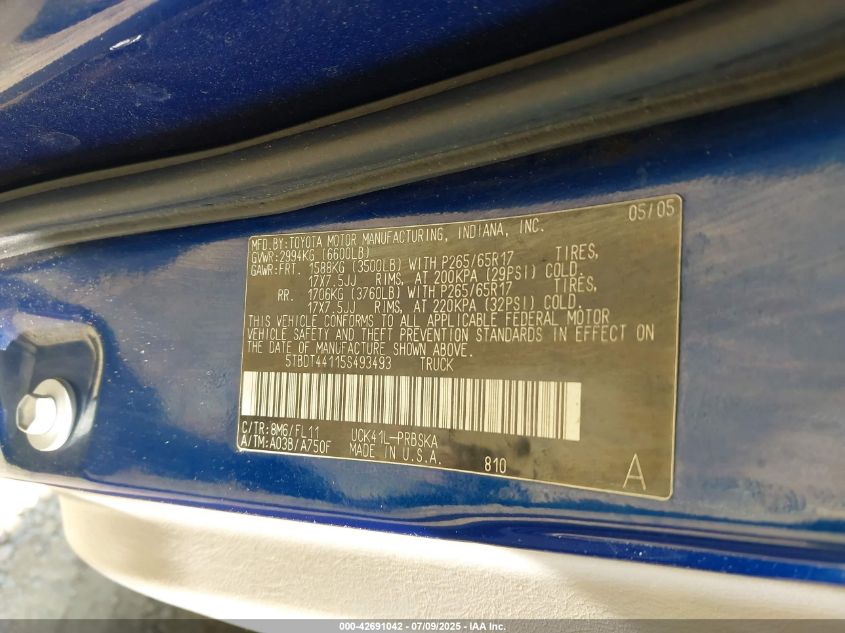 05/05
MFD.BY:TOYOTA MOTOR MANUFACTURING, INDIANA, INC.
GVWR:2994KG (6600LB)
GAWR:FRT. 1588KG (3500LB) WITH P265/65R17 TIRES,
17X7.5JJ RIMS, AT 200KPA (29PSI) COLD.
RR. 1706KG (3760LB) WITH P265/65R17 TIRES,
17X7.5JJ RIMS, AT 220KPA (32PSI) COLD.
THIS VEHICLE CONFORMS TO ALL APPLICABLE FEDERAL MOTOR
VEHICLE SAFETY AND THEFT PREVENTION STANDARDS IN EFFECT ON
THE DATE OF MANUFACTURE SHOWN ABOVE.
5TBDT44115S493493 TRUCK
C/TR:8M6/FL11 UCK41L-PRBSKA
A/TM:A03B/A750F MADE IN U.S.A.
810
A
000-42691042 - 07/09/2025 - IAA Inc.